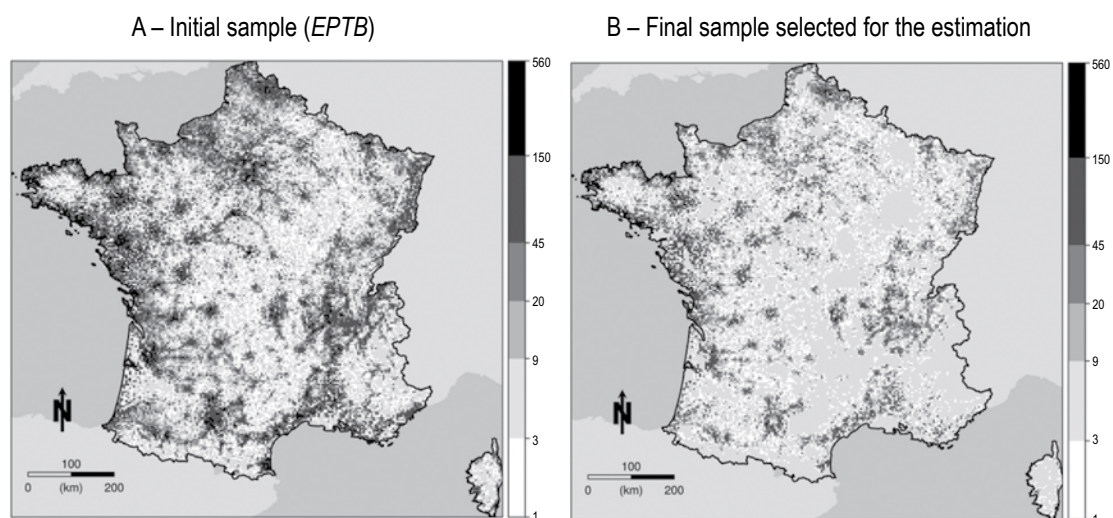 A – Initial sample (EPTB)
560
150
45
20
9
3
1
N
100
0 (km) 200
B – Final sample selected for the estimation
560
150
45
20
9
3
1
N
100
0 (km) 200